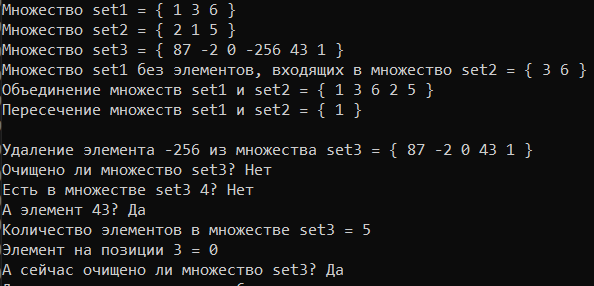 Множество set1 = { 1 3 6 }
Множество set2 = { 2 1 5 }
Множество set3 = { 87 -2 0 -256 43 1 }
Множество set1 без элементов, входящих в множество set2 = { 3 6 }
Объединение множеств set1 и set2 = { 1 3 6 2 5 }
Пересечение множеств set1 и set2 = { 1 }
Удаление элемента -256 из множества set3 = { 87 -2 0 43 1 }
Очищено ли множество set3? Нет
Есть в множестве set3 4? Нет
А элемент 43? Да
Количество элементов в множестве set3 = 5
Элемент на позиции 3 = 0
А сейчас очищено ли множество set3? Да